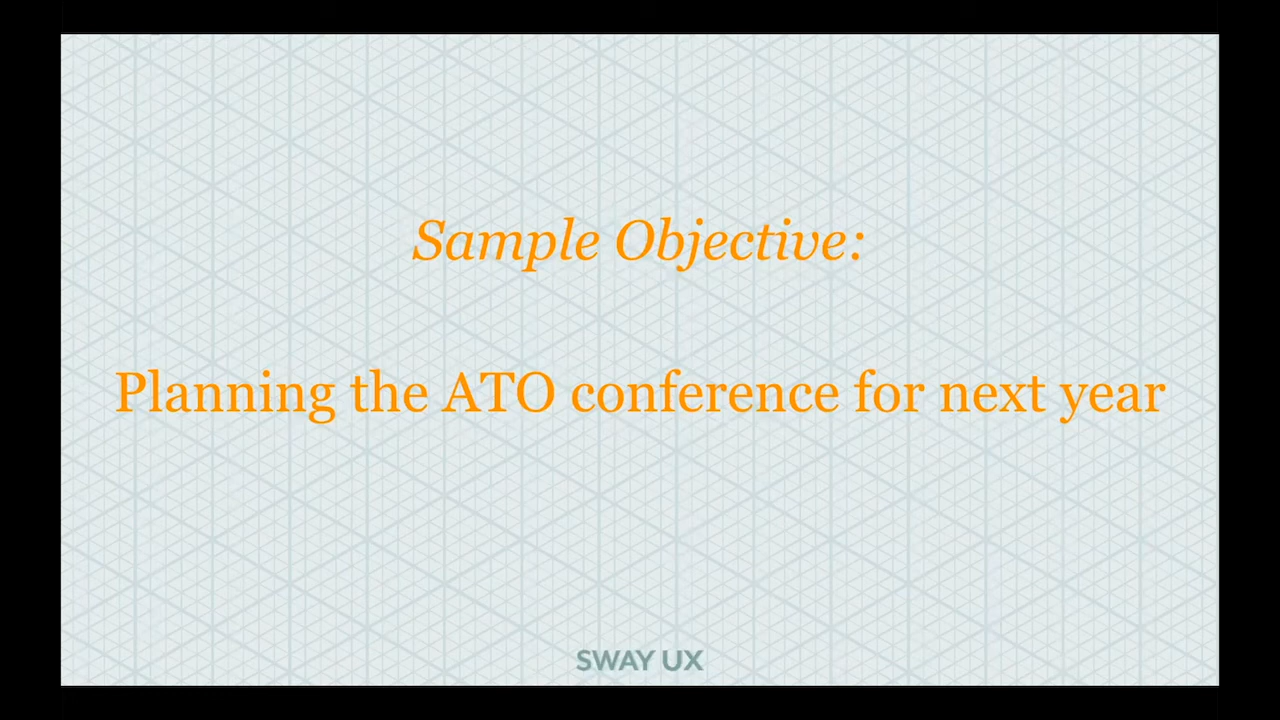 Sample Objective:
Planning the ATO conference for next year
SWAY UX